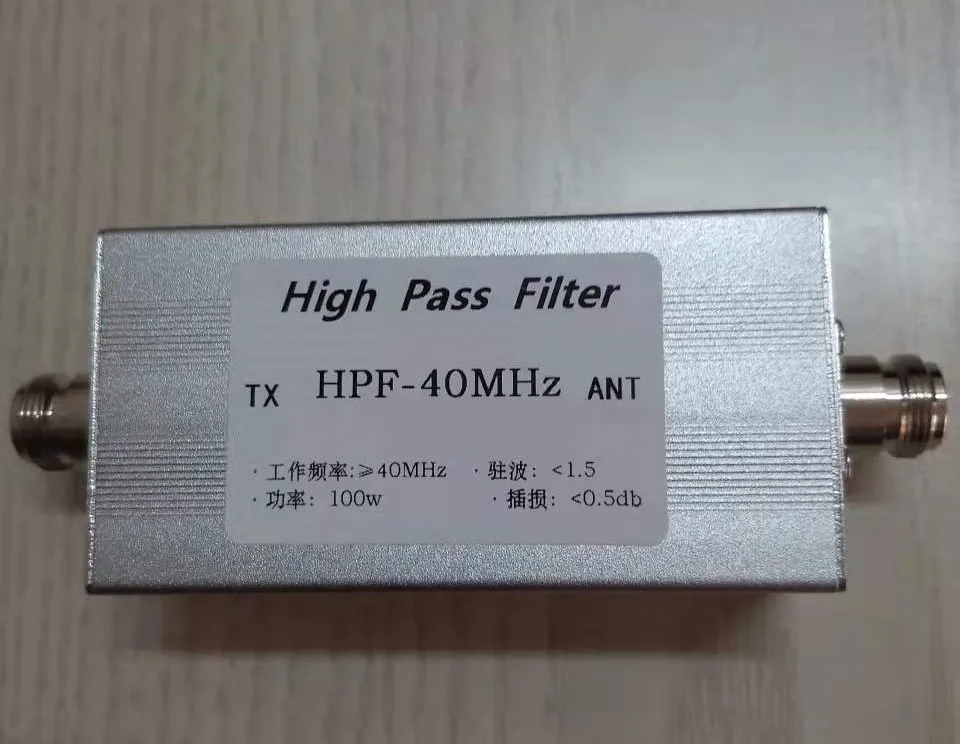 High Pass Filter
TX HPF-40MHz ANT
·工作频率:≥40MHz ·驻波: <1.5
·功率: 100w ·插损: <0.5db